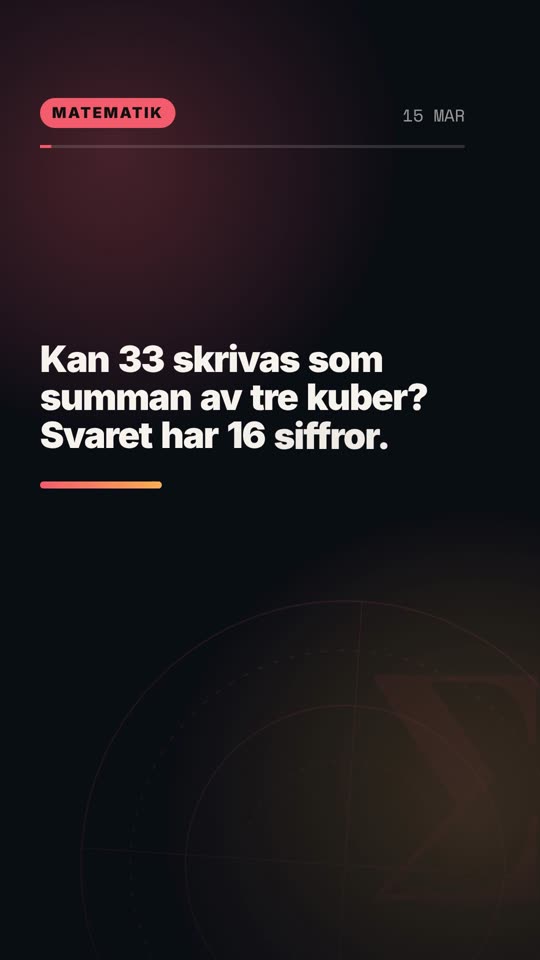 MATEMATIK
15 MAR
Kan 33 skrivas som
summan av tre kuber?
Svaret har 16 siffror.
Σ